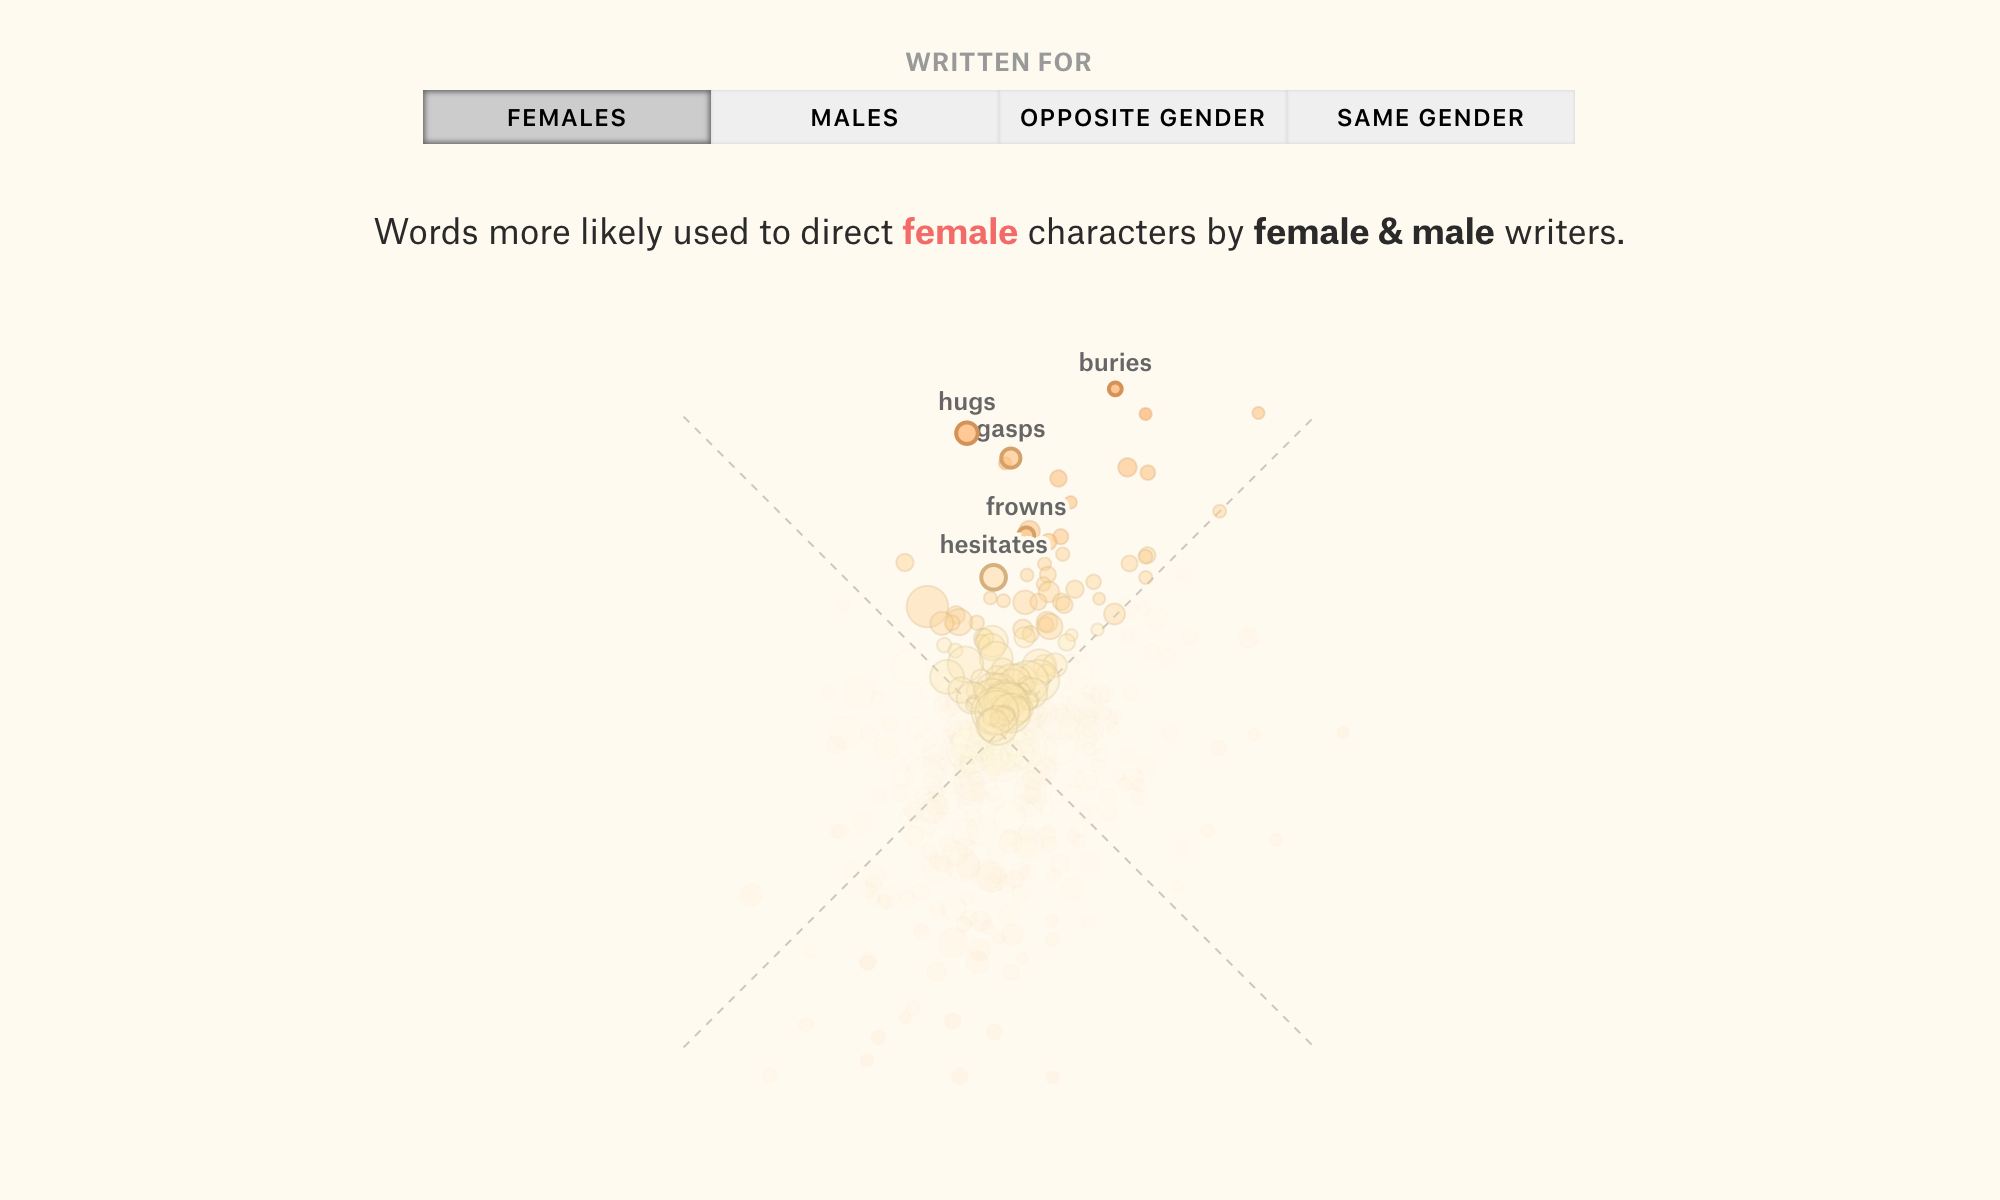 WRITTEN FOR
FEMALES MALES OPPOSITE GENDER SAME GENDER
Words more likely used to direct female characters by female & male writers.
buries
hugs
gasps
frowns
hesitates